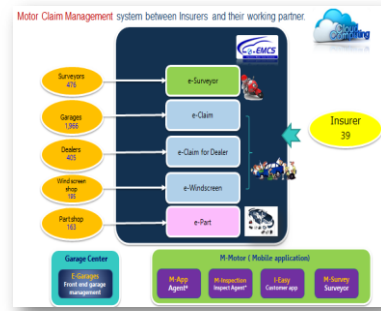 Motor Claim Management system between Insurers and their working partner.
Cloud
Computing
EMCS
Surveyors
476
e-Surveyor
Garages
1,966
e-Claim
Insurer
39
Dealers
405
e-Claim for Dealer
Wind screen
shop
e-Windscreen
Part shop
163
e-Part
Garage Center
E-Garages
Front end garage
management
M-Motor ( Mobile application)
M-App
Agent*
M-Inspection
Inspect Agent*
I-Easy
Customer app
M-Survey
Surveyor